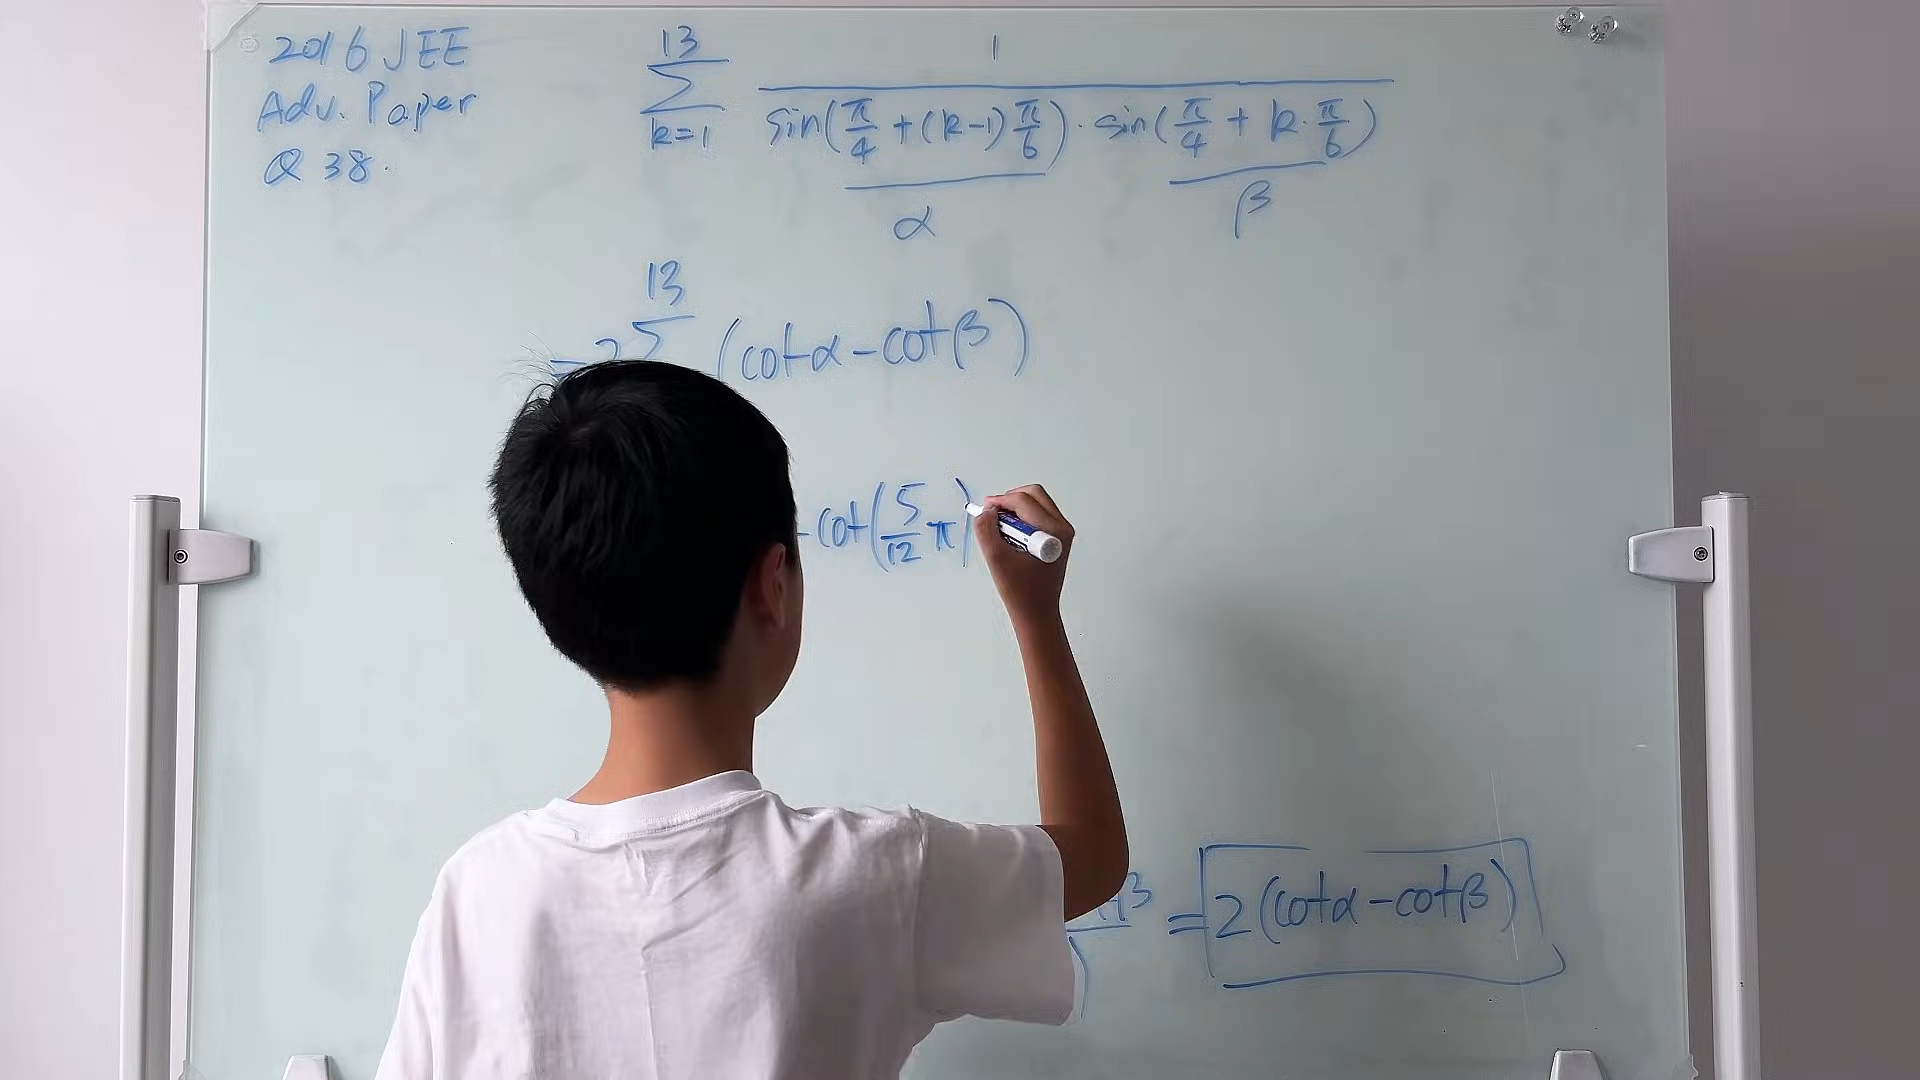 2016 JEE
Adv. Paper
Q 38.
13
∑
k=1
1
sin(π/4 + (k-1)π/6) · sin(π/4 + k·π/6)
α
β
13
= 2 ∑ (cotα - cotβ)
- cot(5/12 π)
= 2(cotα - cotβ)